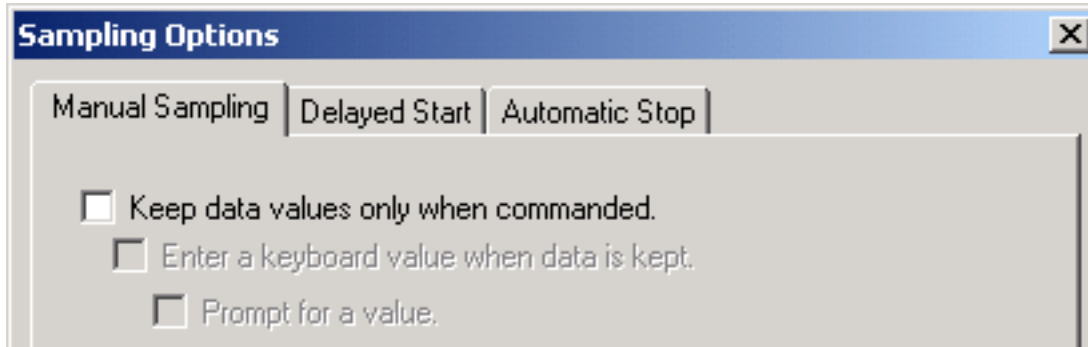 Sampling Options
Manual Sampling Delayed Start Automatic Stop
Keep data values only when commanded.
Enter a keyboard value when data is kept.
Prompt for a value.